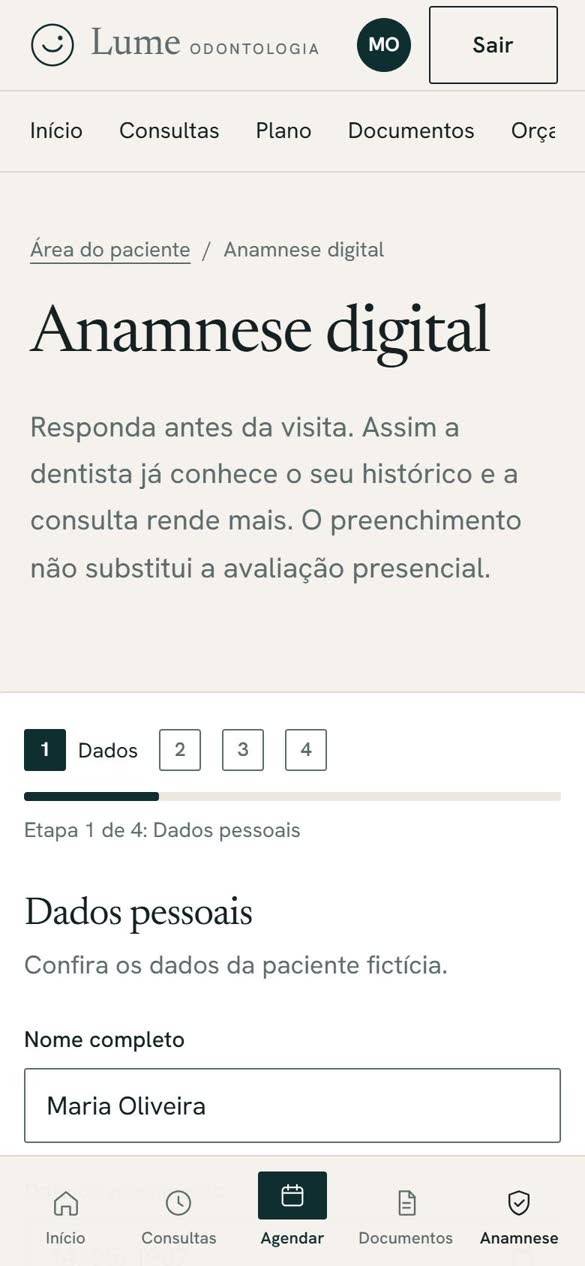 Lume ODONTOLOGIA
MO
Sair
Início Consultas Plano Documentos Orça
Área do paciente / Anamnese digital
Anamnese digital
Responda antes da visita. Assim a
dentista já conhece o seu histórico e a
consulta rende mais. O preenchimento
não substitui a avaliação presencial.
1 Dados 2 3 4
Etapa 1 de 4: Dados pessoais
Dados pessoais
Confira os dados da paciente fictícia.
Nome completo
Maria Oliveira
Início Consultas Agendar Documentos Anamnese